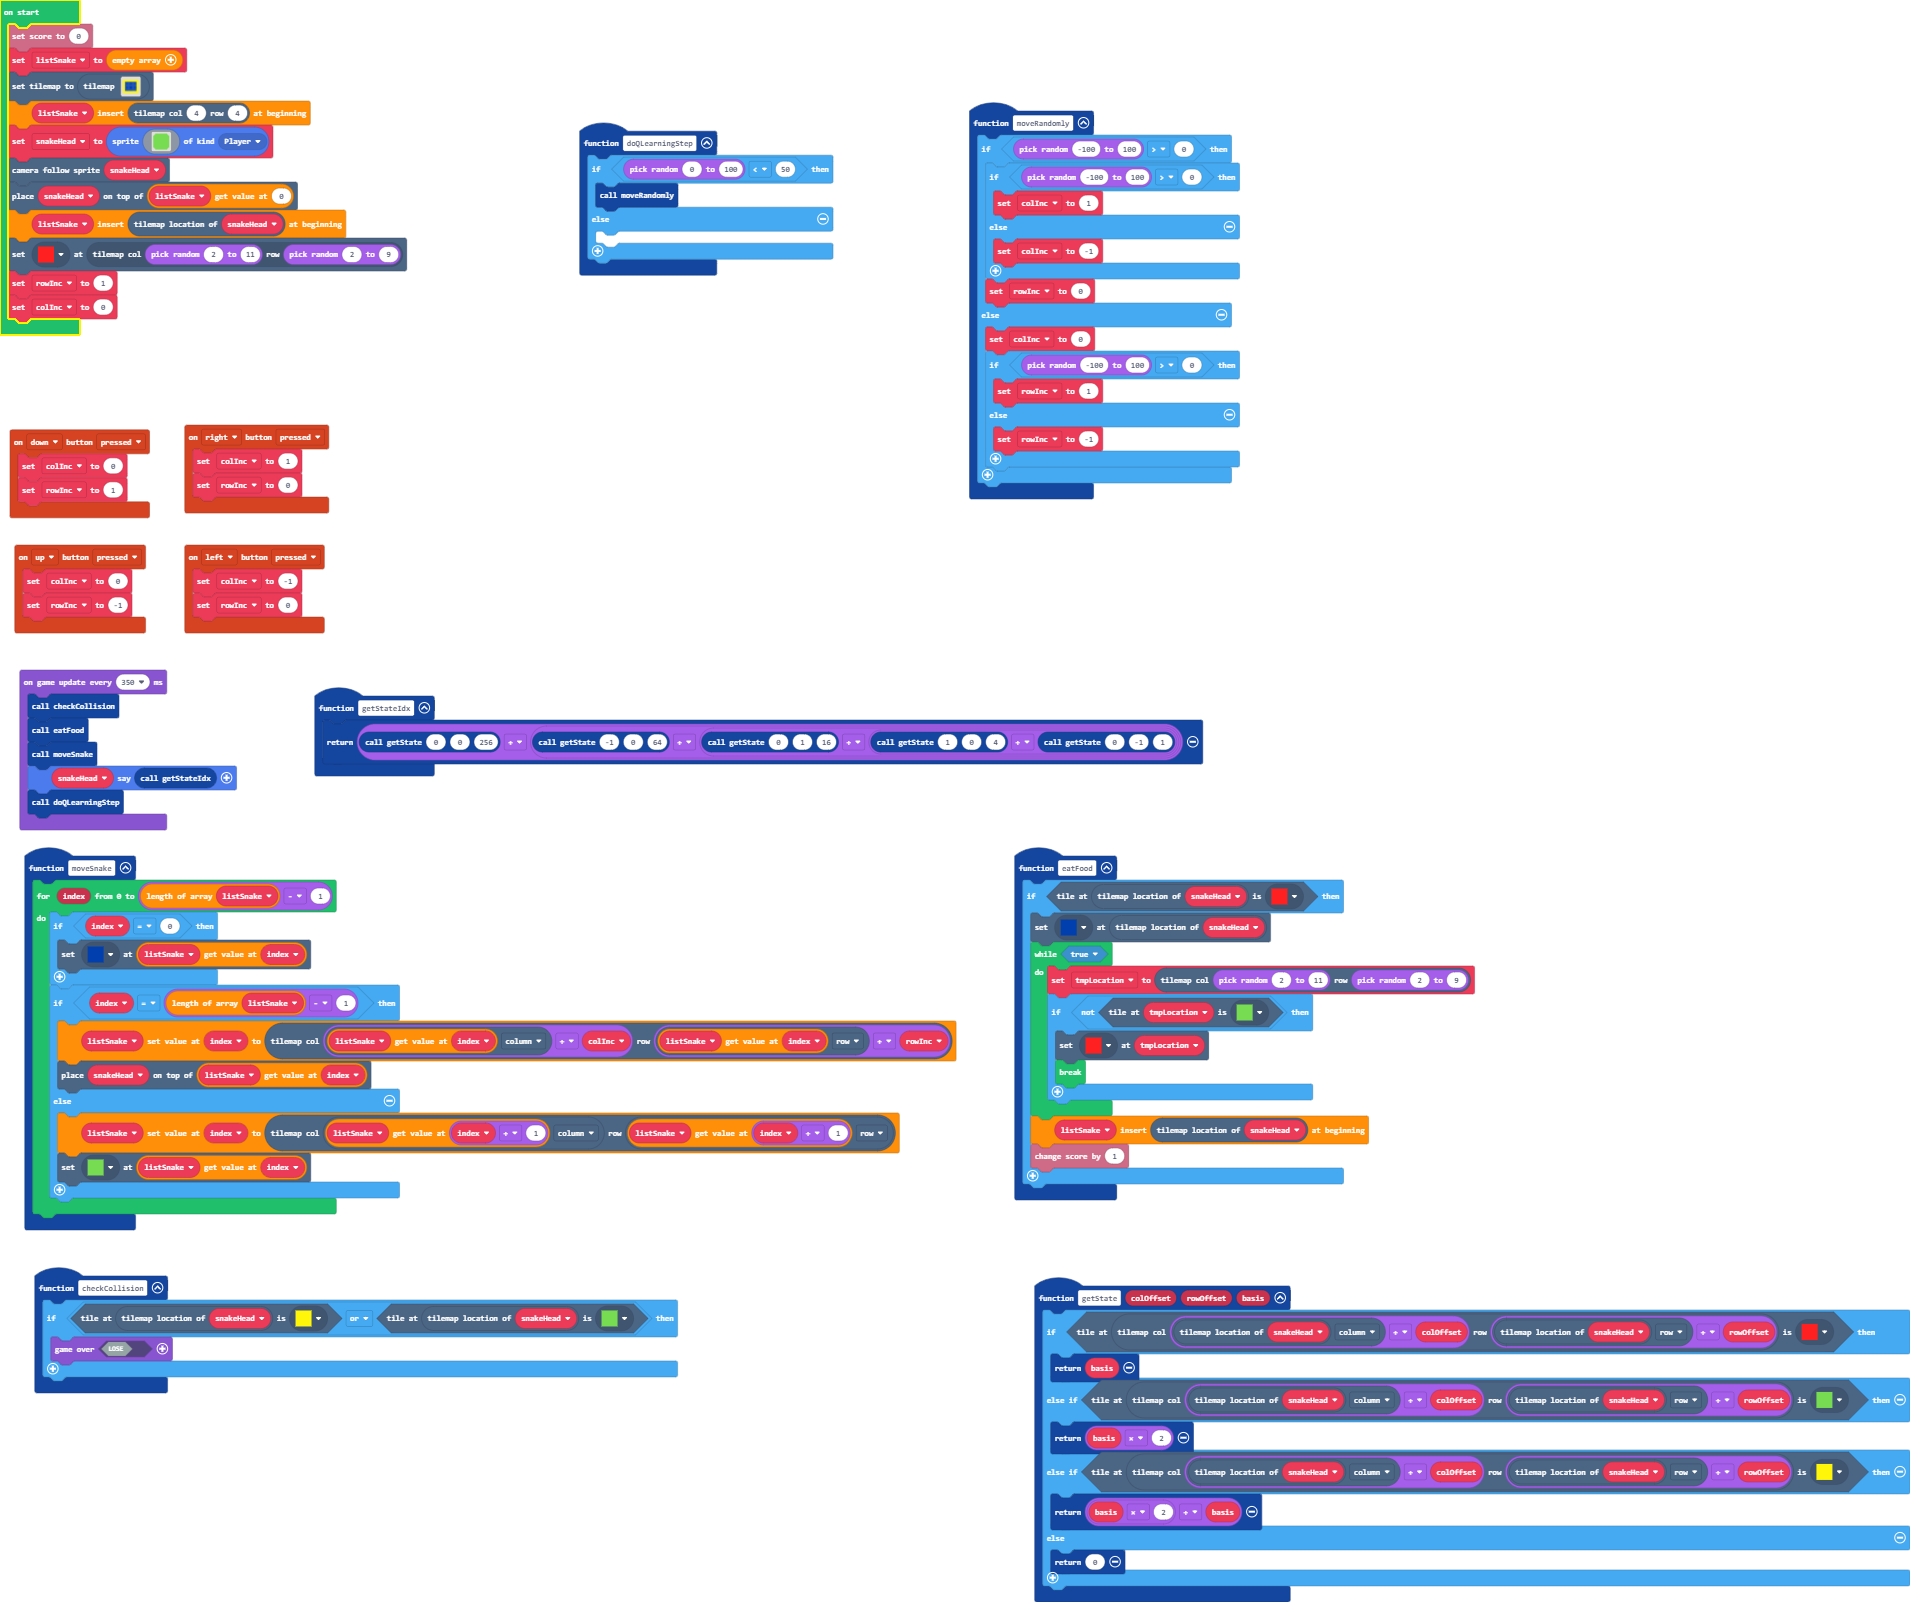 on start
set score to 0
set listSnake to empty array
set tilemap to tilemap
listSnake insert tilemap col 4 row 4 at beginning
set snakeHead to sprite of kind Player
camera follow sprite snakeHead
place snakeHead on top of listSnake get value at 0
listSnake insert tilemap location of snakeHead at beginning
set at tilemap col pick random 2 to 11 row pick random 2 to 9
set rowInc to 1
set colInc to 0
function doQLearningStep
if pick random 0 to 100 < 50 then
call moveRandomly
else
function moveRandomly
if pick random -100 to 100 > 0 then
if pick random -100 to 100 > 0 then
set colInc to 1
else
set colInc to -1
set rowInc to 0
else
set colInc to 0
if pick random -100 to 100 > 0 then
set rowInc to 1
else
set rowInc to -1
on down button pressed
set colInc to 0
set rowInc to 1
on right button pressed
set colInc to 1
set rowInc to 0
on up button pressed
set colInc to 0
set rowInc to -1
on left button pressed
set colInc to -1
set rowInc to 0
on game update every 350 ms
call checkCollision
call eatFood
call moveSnake
snakeHead say call getStateIdx
call doQLearningStep
function getStateIdx
return call getState 0 0 256 + call getState -1 0 64 + call getState 0 1 16 + call getState 1 0 4 + call getState 0 -1 1
function moveSnake
for index from 0 to length of array listSnake - 1
do
if index = 0 then
set at listSnake get value at index
if index = length of array listSnake - 1 then
listSnake set value at index to tilemap col listSnake get value at index column + colInc row listSnake get value at index row + rowInc
place snakeHead on top of listSnake get value at index
else
listSnake set value at index to tilemap col listSnake get value at index + 1 column row listSnake get value at index + 1 row
set at listSnake get value at index
function eatFood
if tile at tilemap location of snakeHead is then
set at tilemap location of snakeHead
while true
do set tmpLocation to tilemap col pick random 2 to 11 row pick random 2 to 9
if not tile at tmpLocation is then
set at tmpLocation
break
listSnake insert tilemap location of snakeHead at beginning
change score by 1
function checkCollision
if tile at tilemap location of snakeHead is or tile at tilemap location of snakeHead is then
game over LOSE
function getState colOffset rowOffset basis
if tile at tilemap col tilemap location of snakeHead column + colOffset row tilemap location of snakeHead row + rowOffset is then
return basis
else if tile at tilemap col tilemap location of snakeHead column + colOffset row tilemap location of snakeHead row + rowOffset is then
return basis × 2
else if tile at tilemap col tilemap location of snakeHead column + colOffset row tilemap location of snakeHead row + rowOffset is then
return basis × 2 + basis
else
return 0